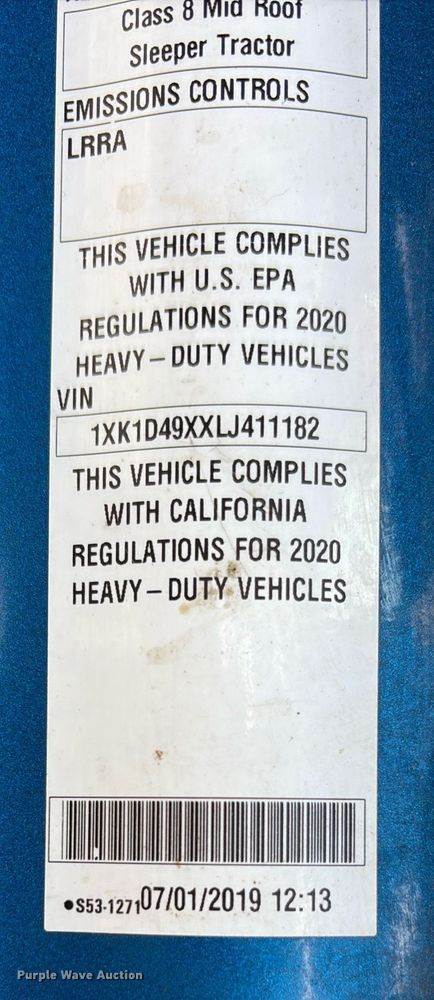 Class 8 Mid Roof
Sleeper Tractor
EMISSIONS CONTROLS
LRRA
THIS VEHICLE COMPLIES
WITH U.S. EPA
REGULATIONS FOR 2020
HEAVY-DUTY VEHICLES
VIN
1XK1D49XXLJ411182
THIS VEHICLE COMPLIES
WITH CALIFORNIA
REGULATIONS FOR 2020
HEAVY-DUTY VEHICLES
•S53-1271 07/01/2019 12:13
Purple Wave Auction